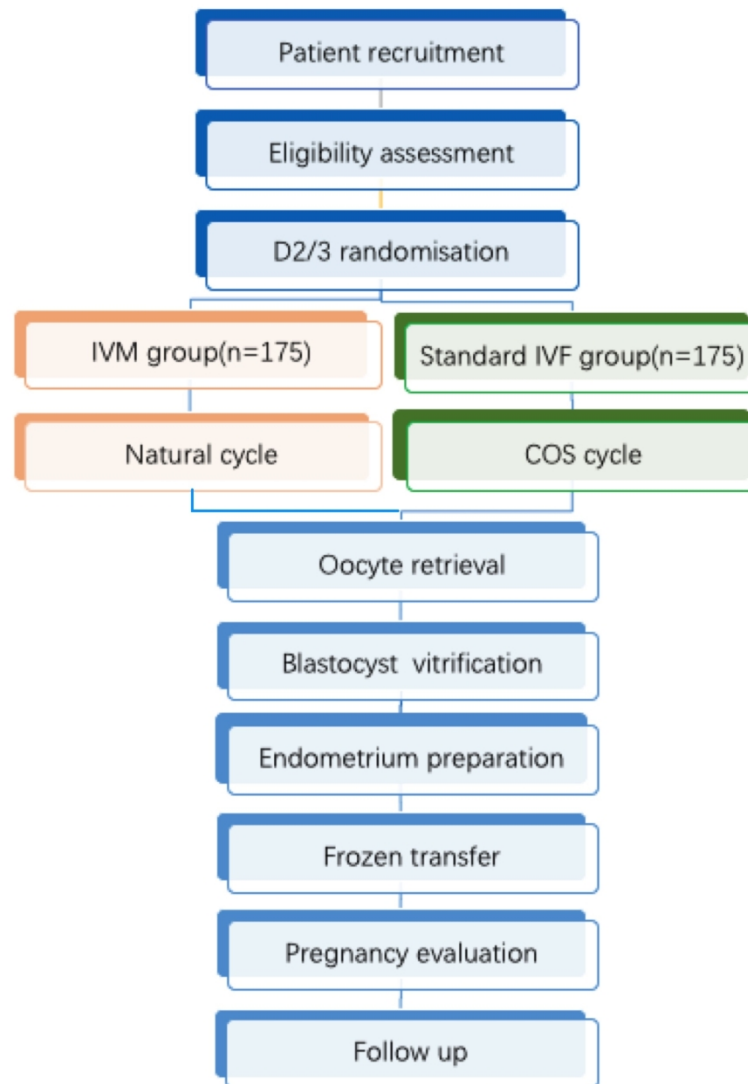 Patient recruitment
Eligibility assessment
D2/3 randomisation
IVM group(n=175)
Standard IVF group(n=175)
Natural cycle
COS cycle
Oocyte retrieval
Blastocyst vitrification
Endometrium preparation
Frozen transfer
Pregnancy evaluation
Follow up